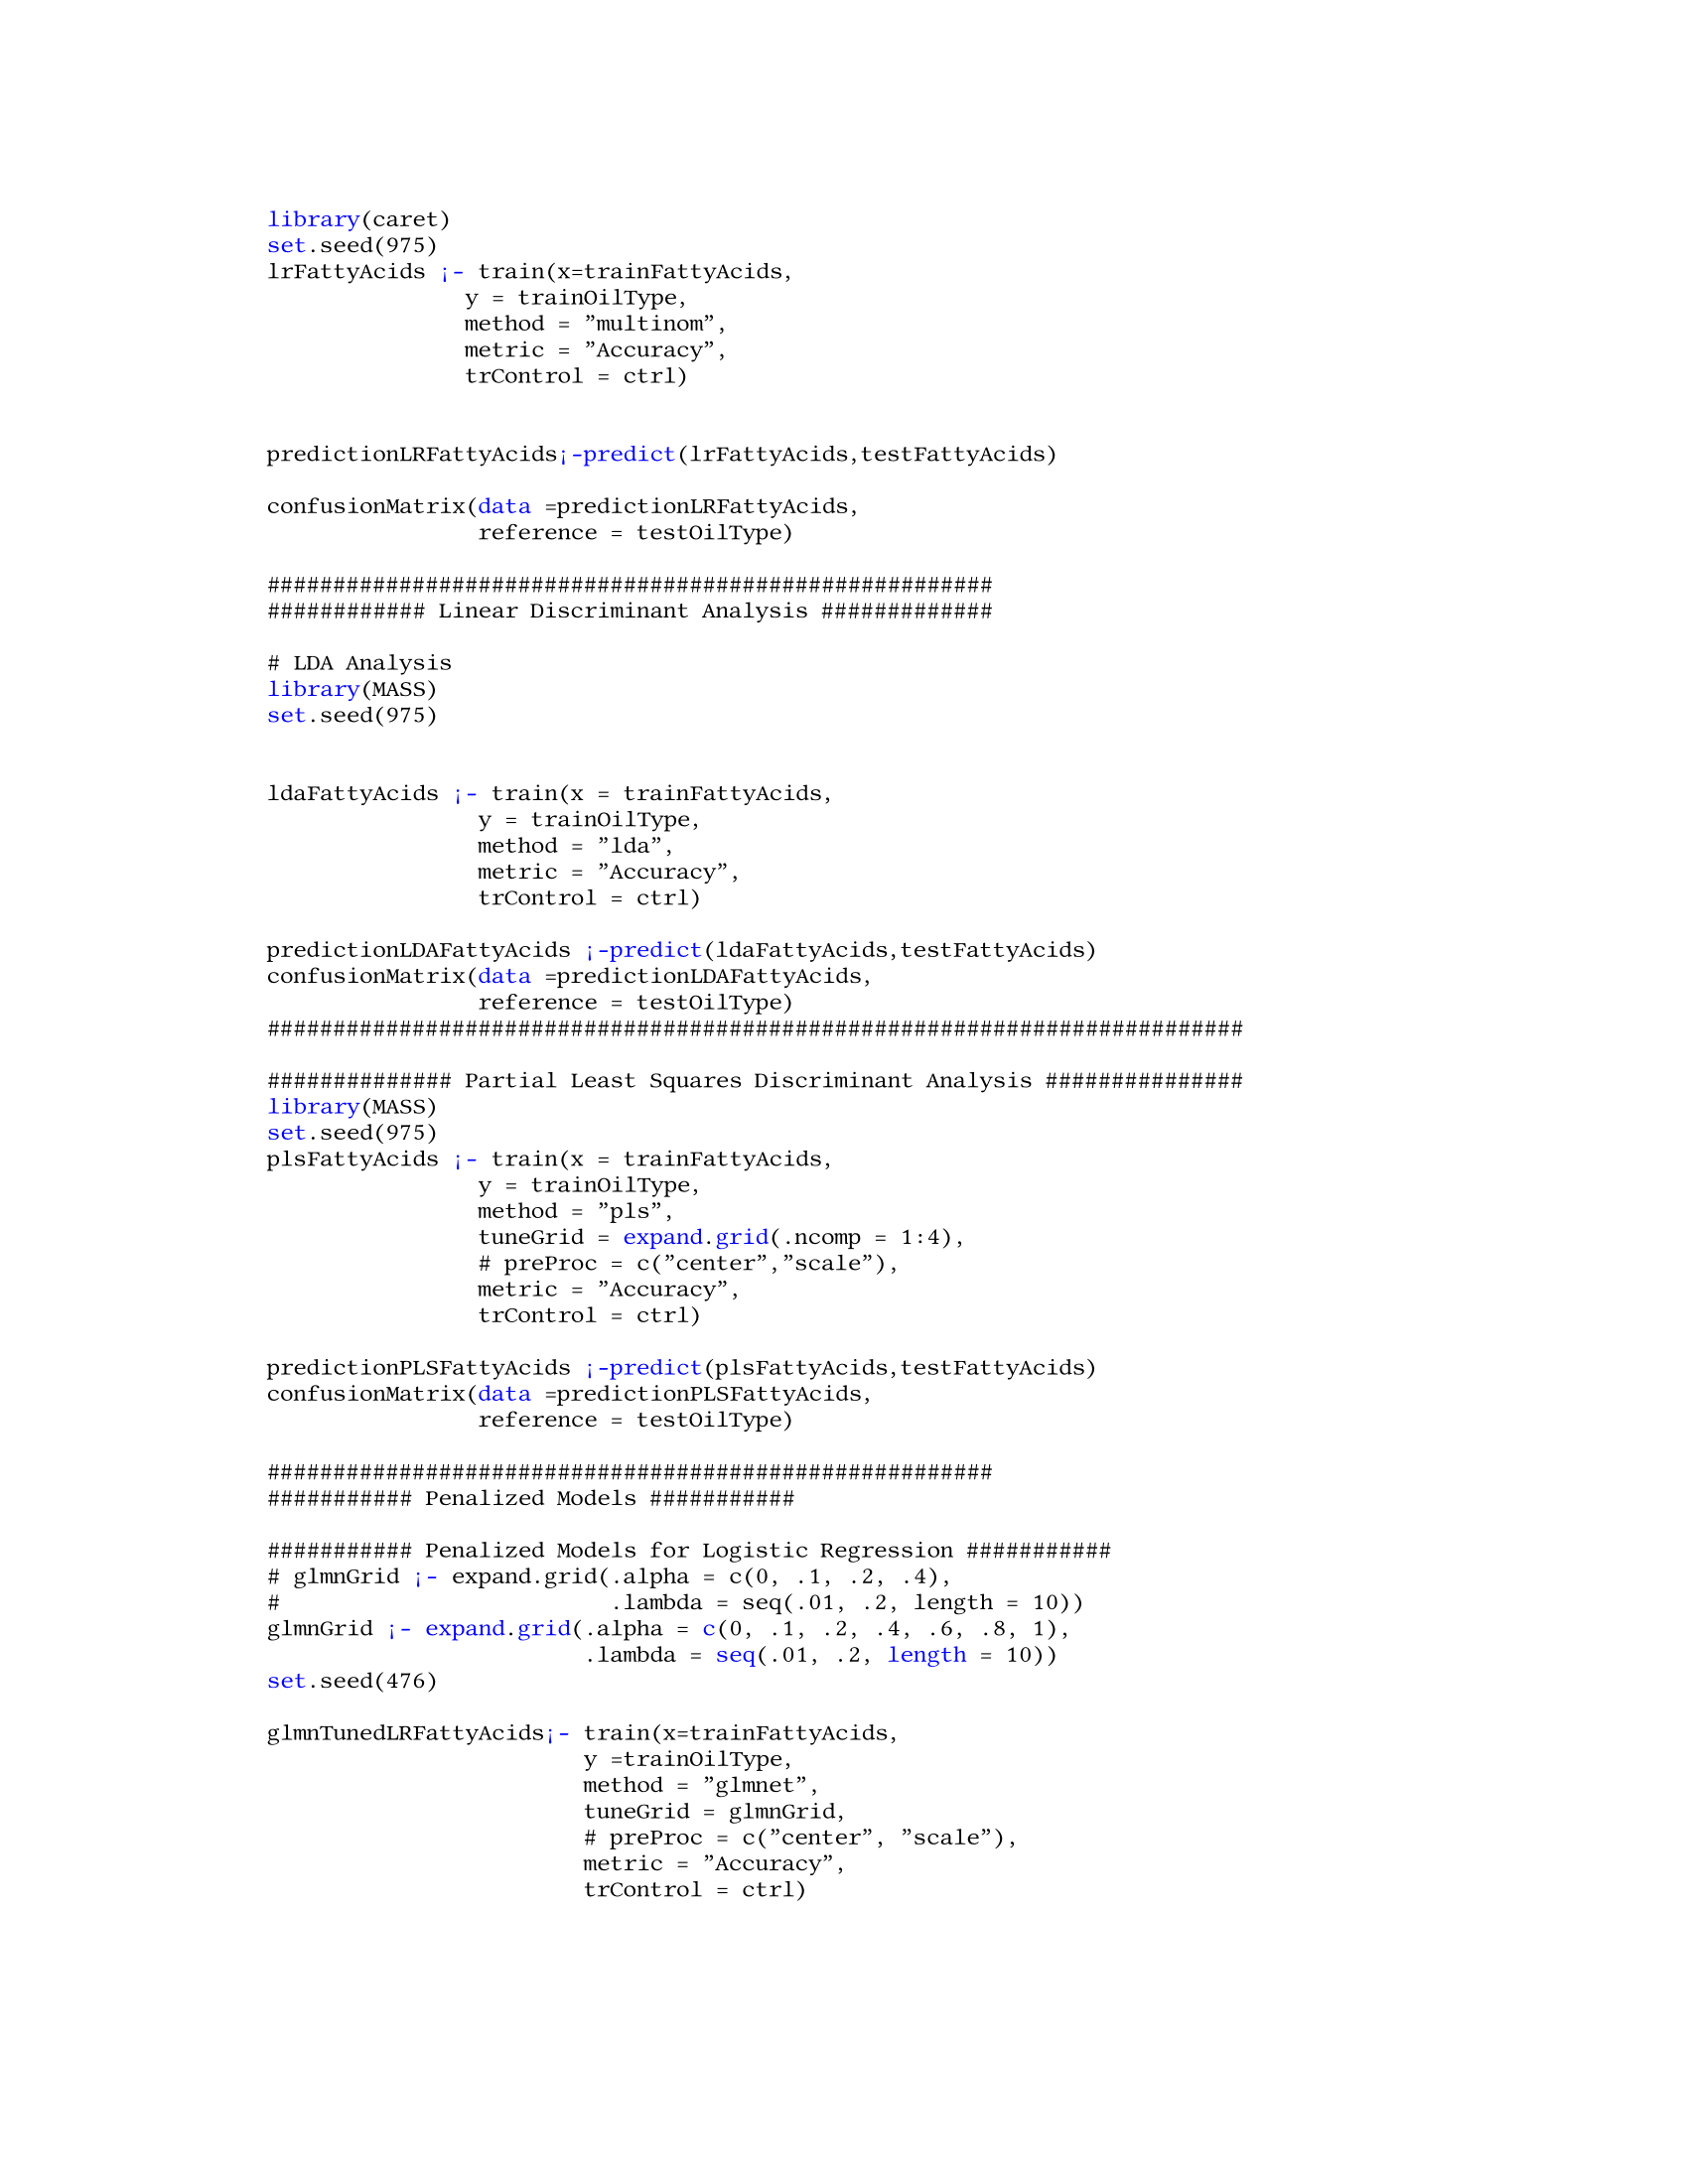 library(caret)
set.seed(975)
lrFattyAcids ¡- train(x=trainFattyAcids,
y = trainOilType,
method = ”multinom”,
metric = ”Accuracy”,
trControl = ctrl)
predictionLRFattyAcids¡-predict(lrFattyAcids,testFattyAcids)
confusionMatrix(data =predictionLRFattyAcids,
reference = testOilType)
#######################################################
############ Linear Discriminant Analysis #############
# LDA Analysis
library(MASS)
set.seed(975)
ldaFattyAcids ¡- train(x = trainFattyAcids,
y = trainOilType,
method = ”lda”,
metric = ”Accuracy”,
trControl = ctrl)
predictionLDAFattyAcids ¡-predict(ldaFattyAcids,testFattyAcids)
confusionMatrix(data =predictionLDAFattyAcids,
reference = testOilType)
##########################################################################
############## Partial Least Squares Discriminant Analysis ###############
library(MASS)
set.seed(975)
plsFattyAcids ¡- train(x = trainFattyAcids,
y = trainOilType,
method = ”pls”,
tuneGrid = expand.grid(.ncomp = 1:4),
# preProc = c(”center”,”scale”),
metric = ”Accuracy”,
trControl = ctrl)
predictionPLSFattyAcids ¡-predict(plsFattyAcids,testFattyAcids)
confusionMatrix(data =predictionPLSFattyAcids,
reference = testOilType)
#######################################################
########### Penalized Models ###########
########### Penalized Models for Logistic Regression ###########
# glmnGrid ¡- expand.grid(.alpha = c(0, .1, .2, .4),
# .lambda = seq(.01, .2, length = 10))
glmnGrid ¡- expand.grid(.alpha = c(0, .1, .2, .4, .6, .8, 1),
.lambda = seq(.01, .2, length = 10))
set.seed(476)
glmnTunedLRFattyAcids¡- train(x=trainFattyAcids,
y =trainOilType,
method = ”glmnet”,
tuneGrid = glmnGrid,
# preProc = c(”center”, ”scale”),
metric = ”Accuracy”,
trControl = ctrl)